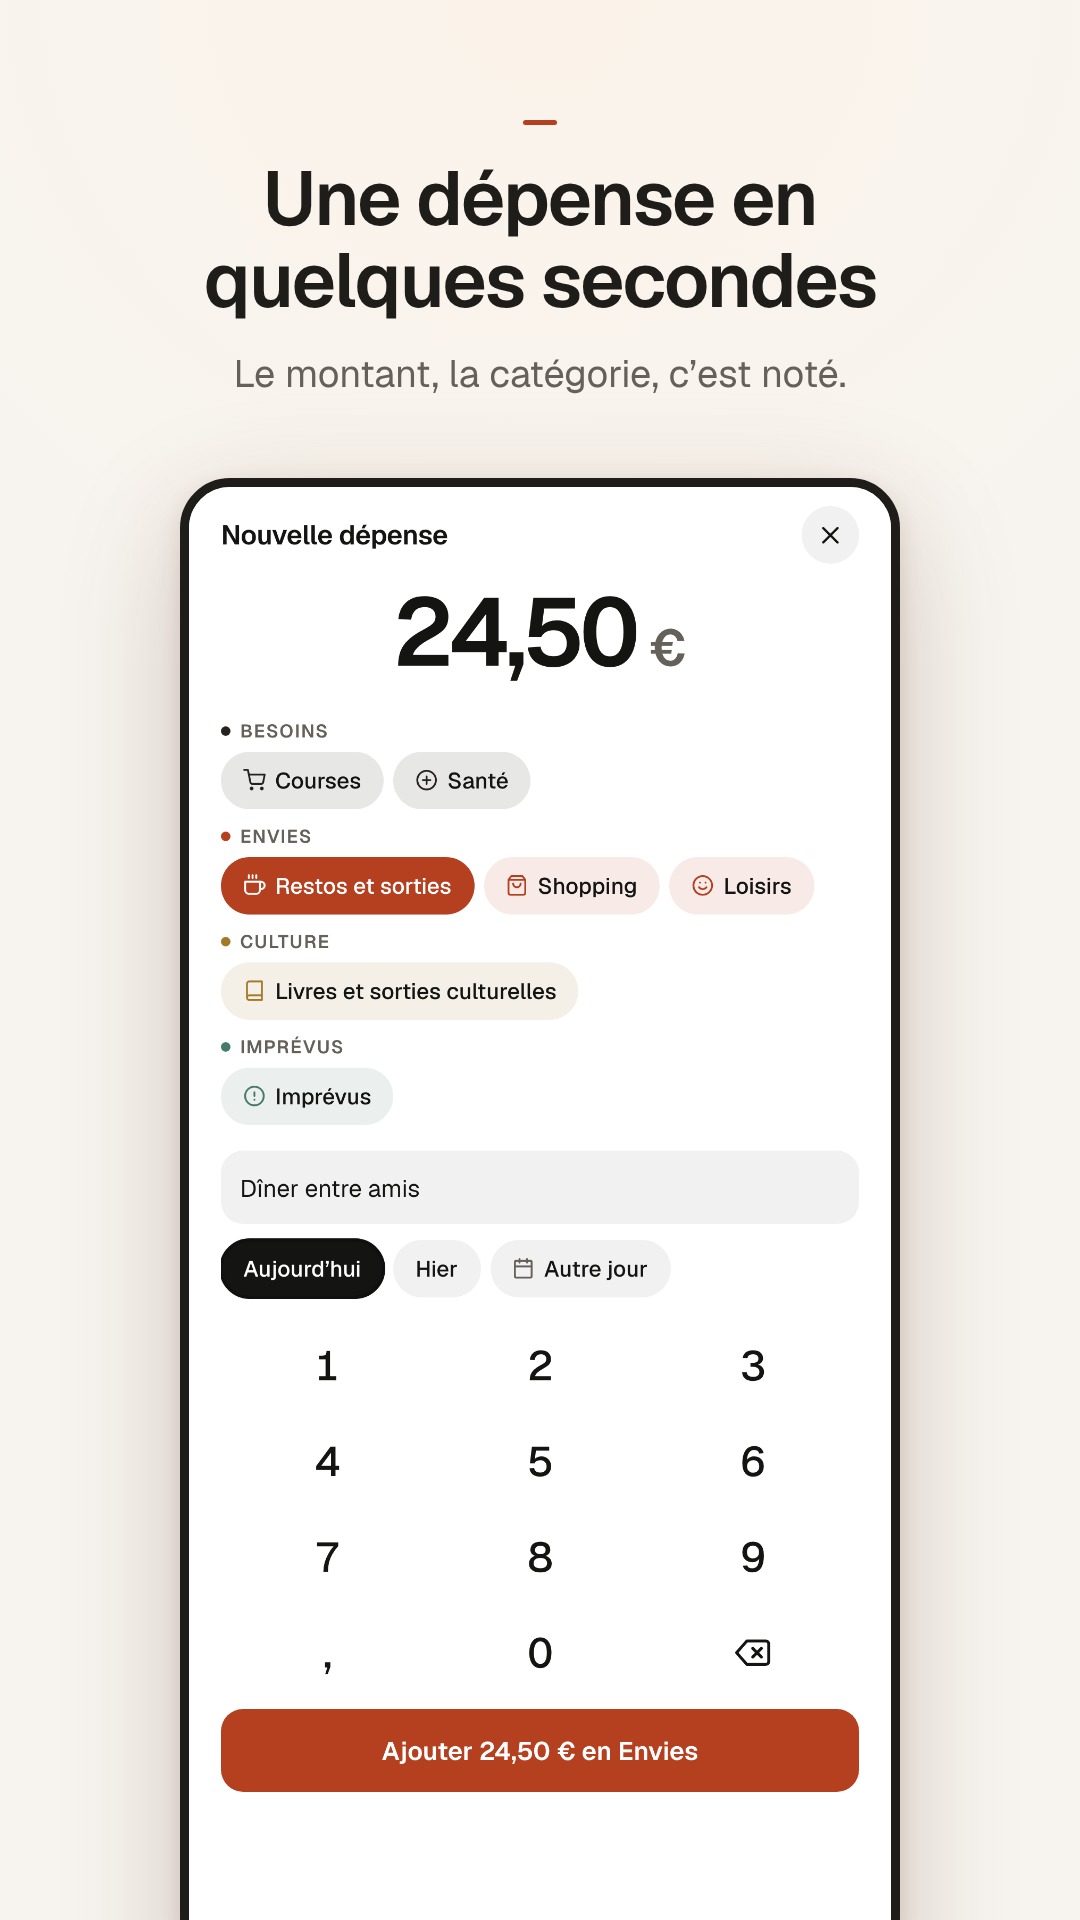 Une dépense en
quelques secondes
Le montant, la catégorie, c’est noté.
Nouvelle dépense
24,50 €
BESOINS
Courses Santé
ENVIES
Restos et sorties Shopping Loisirs
CULTURE
Livres et sorties culturelles
IMPRÉVUS
Imprévus
Dîner entre amis
Aujourd’hui Hier Autre jour
1 2 3
4 5 6
7 8 9
, 0
Ajouter 24,50 € en Envies